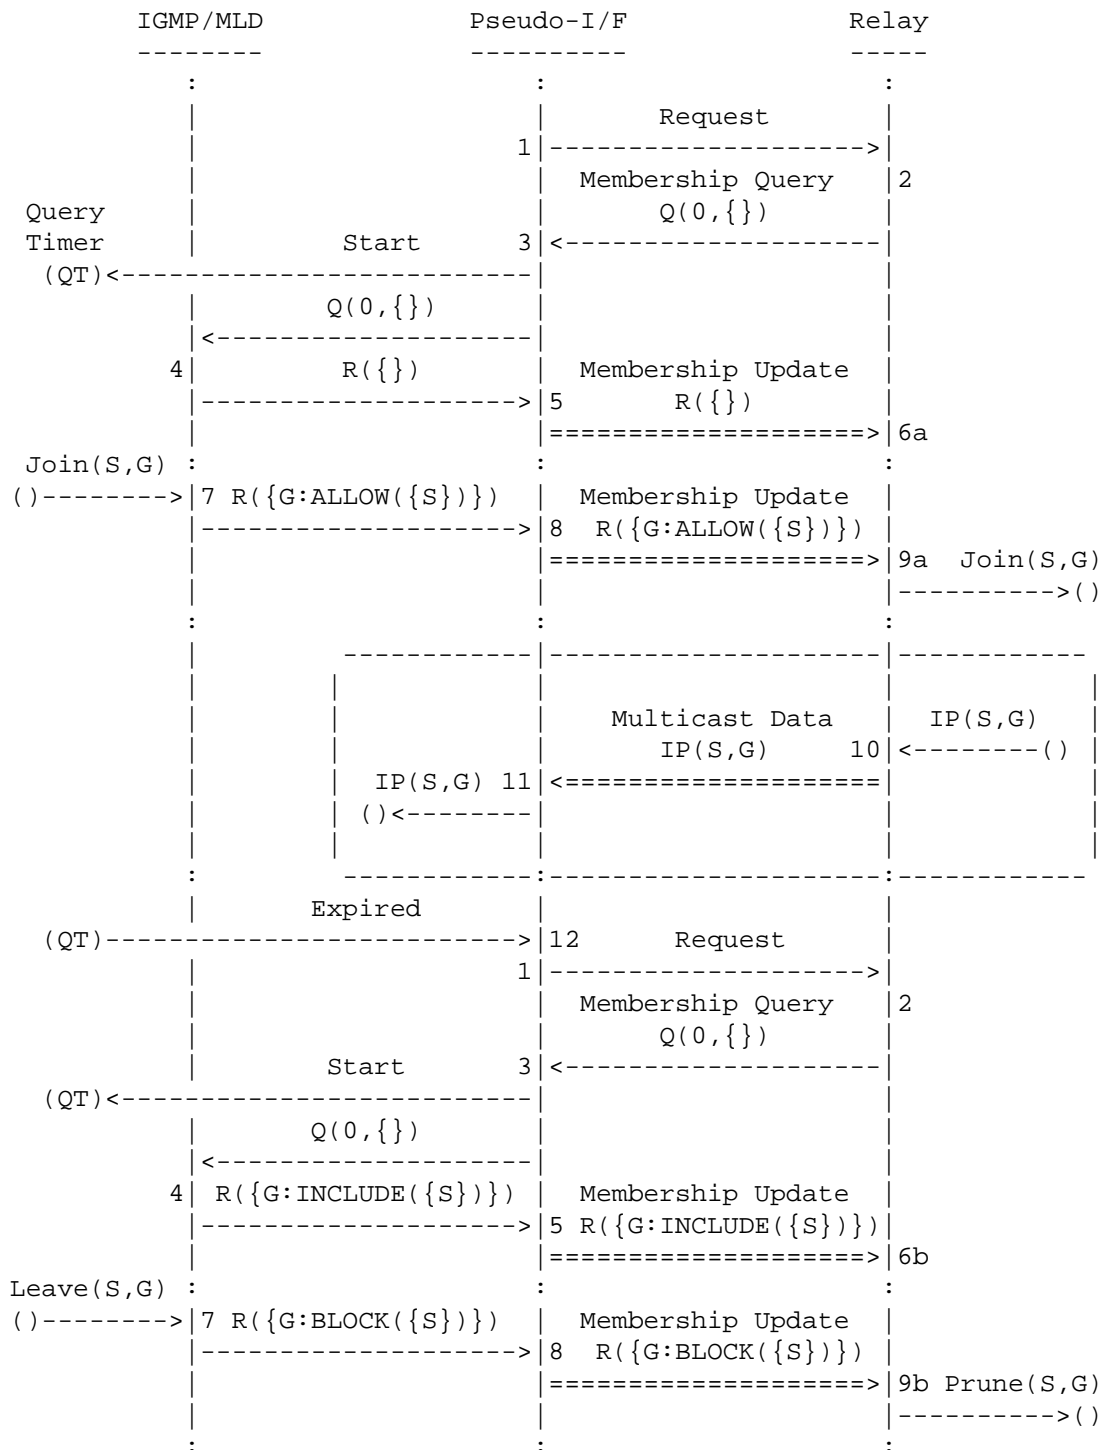 IGMP/MLD Pseudo-I/F Relay
-------- ---------- -----
Request
1
Membership Query 2
Query Q(0,{})
Timer Start 3
(QT)
Q(0,{})
4 R({}) Membership Update
5 R({})
6a
Join(S,G)
() 7 R({G:ALLOW({S})}) Membership Update
8 R({G:ALLOW({S})})
9a Join(S,G)
()
Multicast Data IP(S,G)
IP(S,G) 10 ()
IP(S,G) 11
()
Expired
(QT) 12 Request
1
Membership Query 2
Q(0,{})
Start 3
(QT)
Q(0,{})
4 R({G:INCLUDE({S})}) Membership Update
5 R({G:INCLUDE({S})})
6b
Leave(S,G)
() 7 R({G:BLOCK({S})}) Membership Update
8 R({G:BLOCK({S})})
9b Prune(S,G)
()